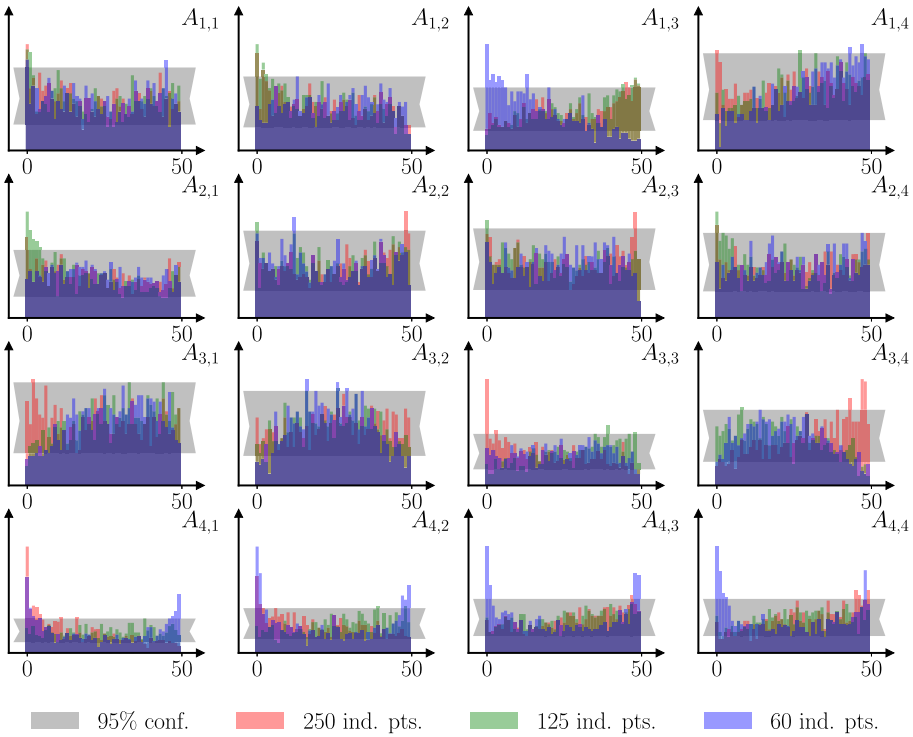 A1,1 A1,2 A1,3 A1,4
0 50 0 50 0 50 0 50
A2,1 A2,2 A2,3 A2,4
0 50 0 50 0 50 0 50
A3,1 A3,2 A3,3 A3,4
0 50 0 50 0 50 0 50
A4,1 A4,2 A4,3 A4,4
0 50 0 50 0 50 0 50
95% conf. 250 ind. pts. 125 ind. pts. 60 ind. pts.